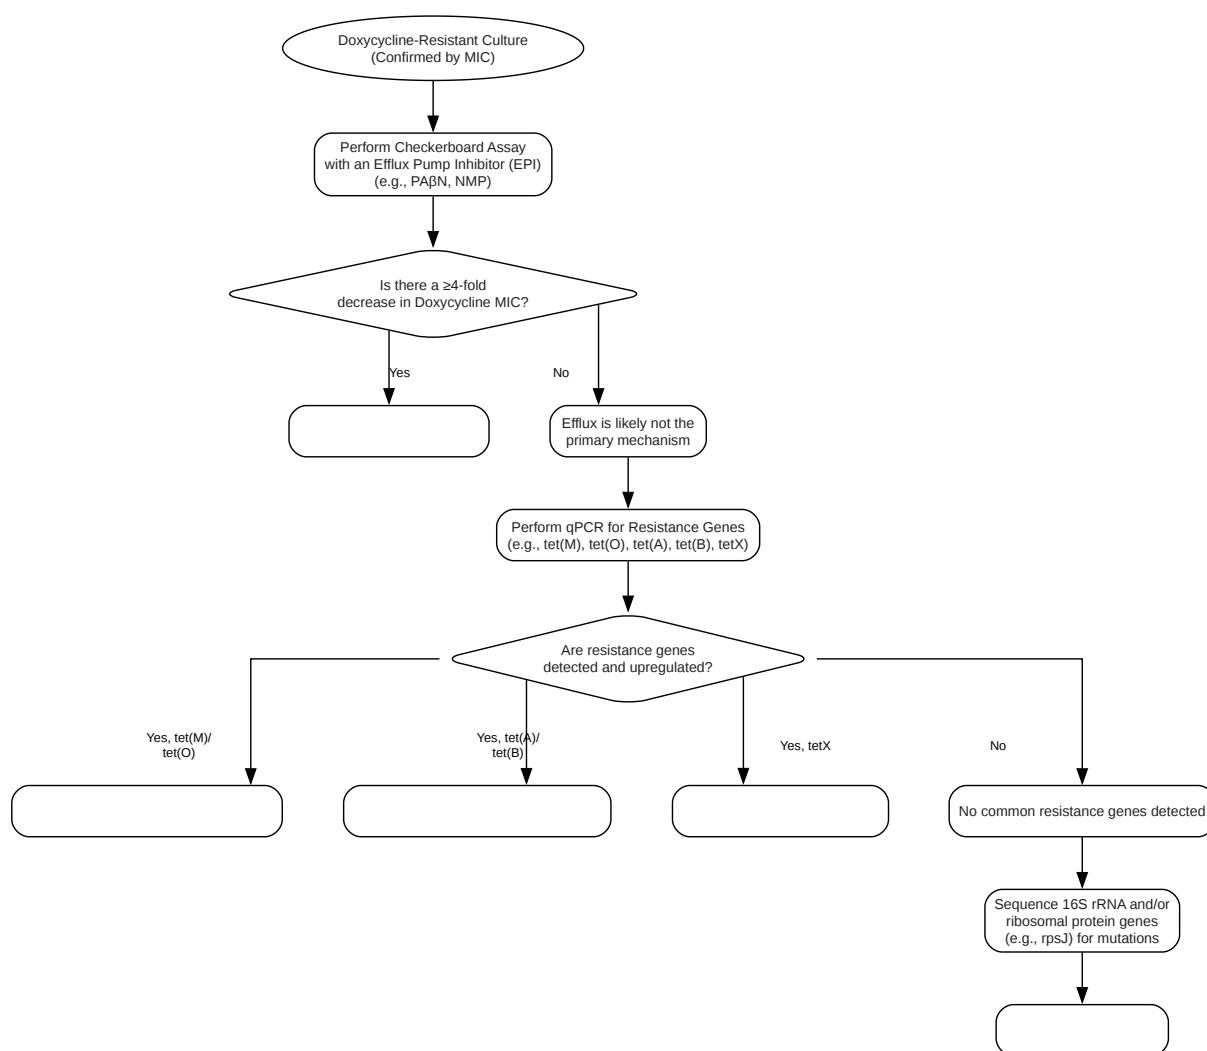 Doxycycline-Resistant Culture
(Confirmed by MIC)
Perform Checkerboard Assay
with an Efflux Pump Inhibitor (EPI)
(e.g., PAβN, NMP)
Is there a ≥4-fold
decrease in Doxycycline MIC?
Yes
No
Efflux is likely not the
primary mechanism
Perform qPCR for Resistance Genes
(e.g., tet(M), tet(O), tet(A), tet(B), tetX)
Are resistance genes
detected and upregulated?
Yes, tet(M)/
tet(O)
Yes, tet(A)/
tet(B)
Yes, tetX
No
No common resistance genes detected
Sequence 16S rRNA and/or
ribosomal protein genes
(e.g., rpsJ) for mutations